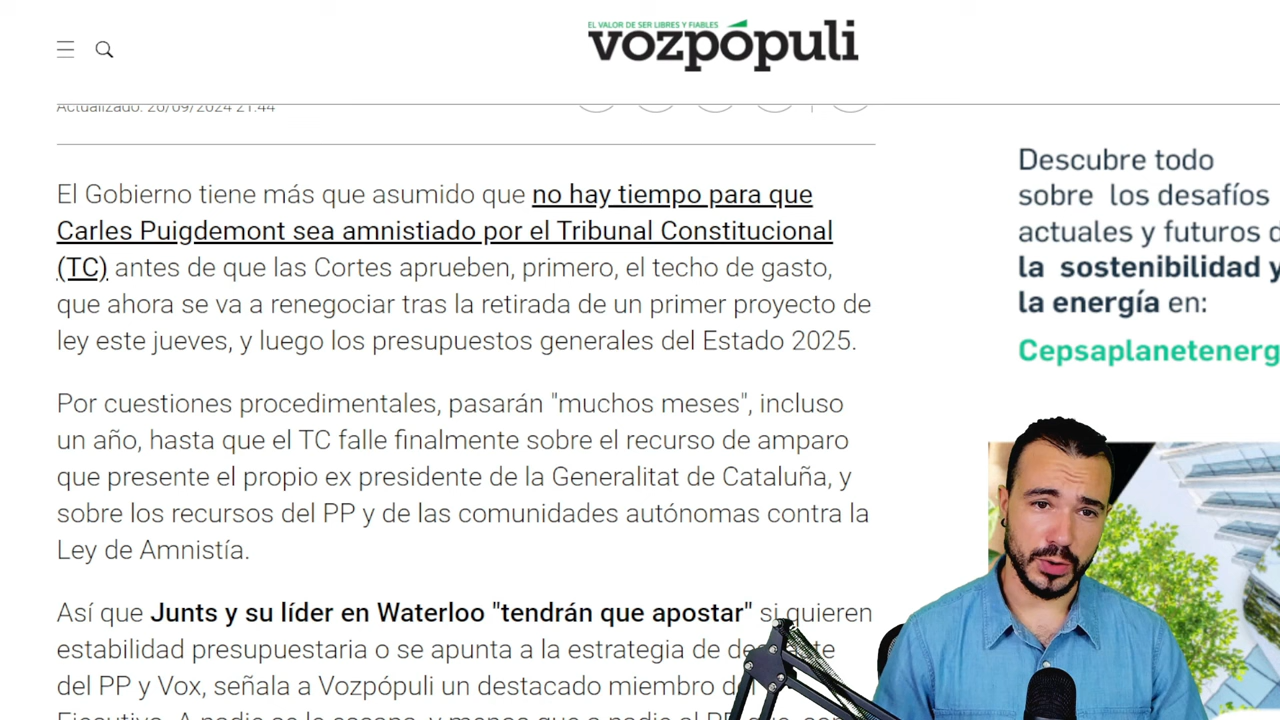 EL VALOR DE SER LIBRES Y FIABLES
vozpópuli
Actualizado: 26/09/2024 21:44
El Gobierno tiene más que asumido que no hay tiempo para que
Carles Puigdemont sea amnistiado por el Tribunal Constitucional
(TC) antes de que las Cortes aprueben, primero, el techo de gasto,
que ahora se va a renegociar tras la retirada de un primer proyecto de
ley este jueves, y luego los presupuestos generales del Estado 2025.
Por cuestiones procedimentales, pasarán "muchos meses", incluso
un año, hasta que el TC falle finalmente sobre el recurso de amparo
que presente el propio ex presidente de la Generalitat de Cataluña, y
sobre los recursos del PP y de las comunidades autónomas contra la
Ley de Amnistía.
Así que Junts y su líder en Waterloo "tendrán que apostar" si quieren
estabilidad presupuestaria o se apunta a la estrategia de
del PP y Vox, señala a Vozpópuli un destacado miembro
Descubre todo
sobre los desafíos
actuales y futuros
la sostenibilidad y
la energía en:
Cepsaplanetenerg